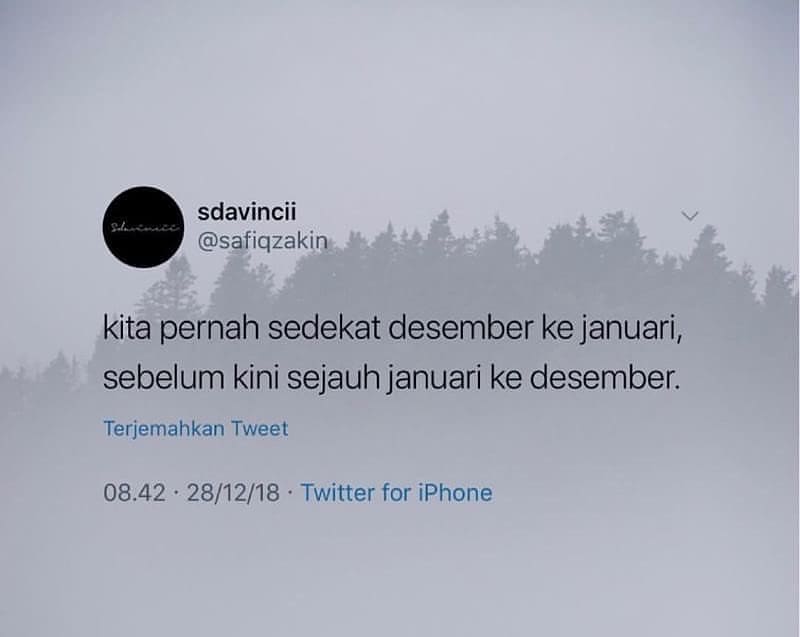 Sdavincii
sdavincii
@safiqzakin
kita pernah sedekat desember ke januari,
sebelum kini sejauh januari ke desember.
Terjemahkan Tweet
08.42 · 28/12/18 · Twitter for iPhone